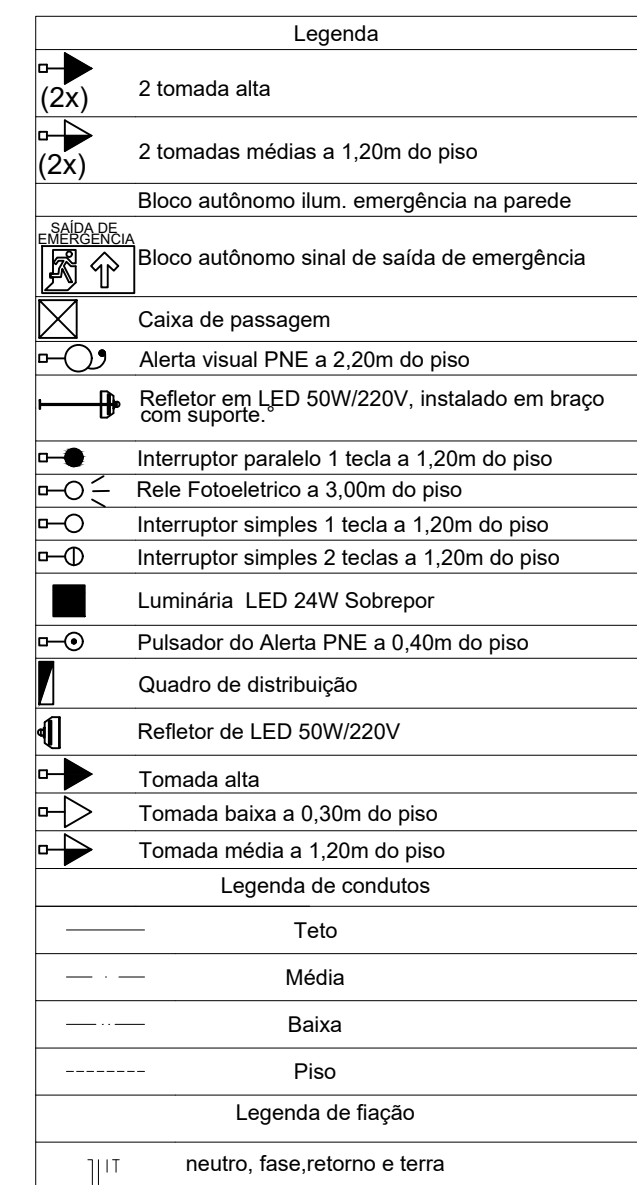 Legenda
(2x) 2 tomada alta
(2x) 2 tomadas médias a 1,20m do piso
Bloco autônomo ilum. emergência na parede
SAÍDA DE
EMERGÊNCIA
Bloco autônomo sinal de saída de emergência
Caixa de passagem
Alerta visual PNE a 2,20m do piso
Refletor em LED 50W/220V, instalado em braço
com suporte.°
Interruptor paralelo 1 tecla a 1,20m do piso
Rele Fotoeletrico a 3,00m do piso
Interruptor simples 1 tecla a 1,20m do piso
Interruptor simples 2 teclas a 1,20m do piso
Luminária LED 24W Sobrepor
Pulsador do Alerta PNE a 0,40m do piso
Quadro de distribuição
Refletor de LED 50W/220V
Tomada alta
Tomada baixa a 0,30m do piso
Tomada média a 1,20m do piso
Legenda de condutos
Teto
Média
Baixa
Piso
Legenda de fiação
neutro, fase,retorno e terra